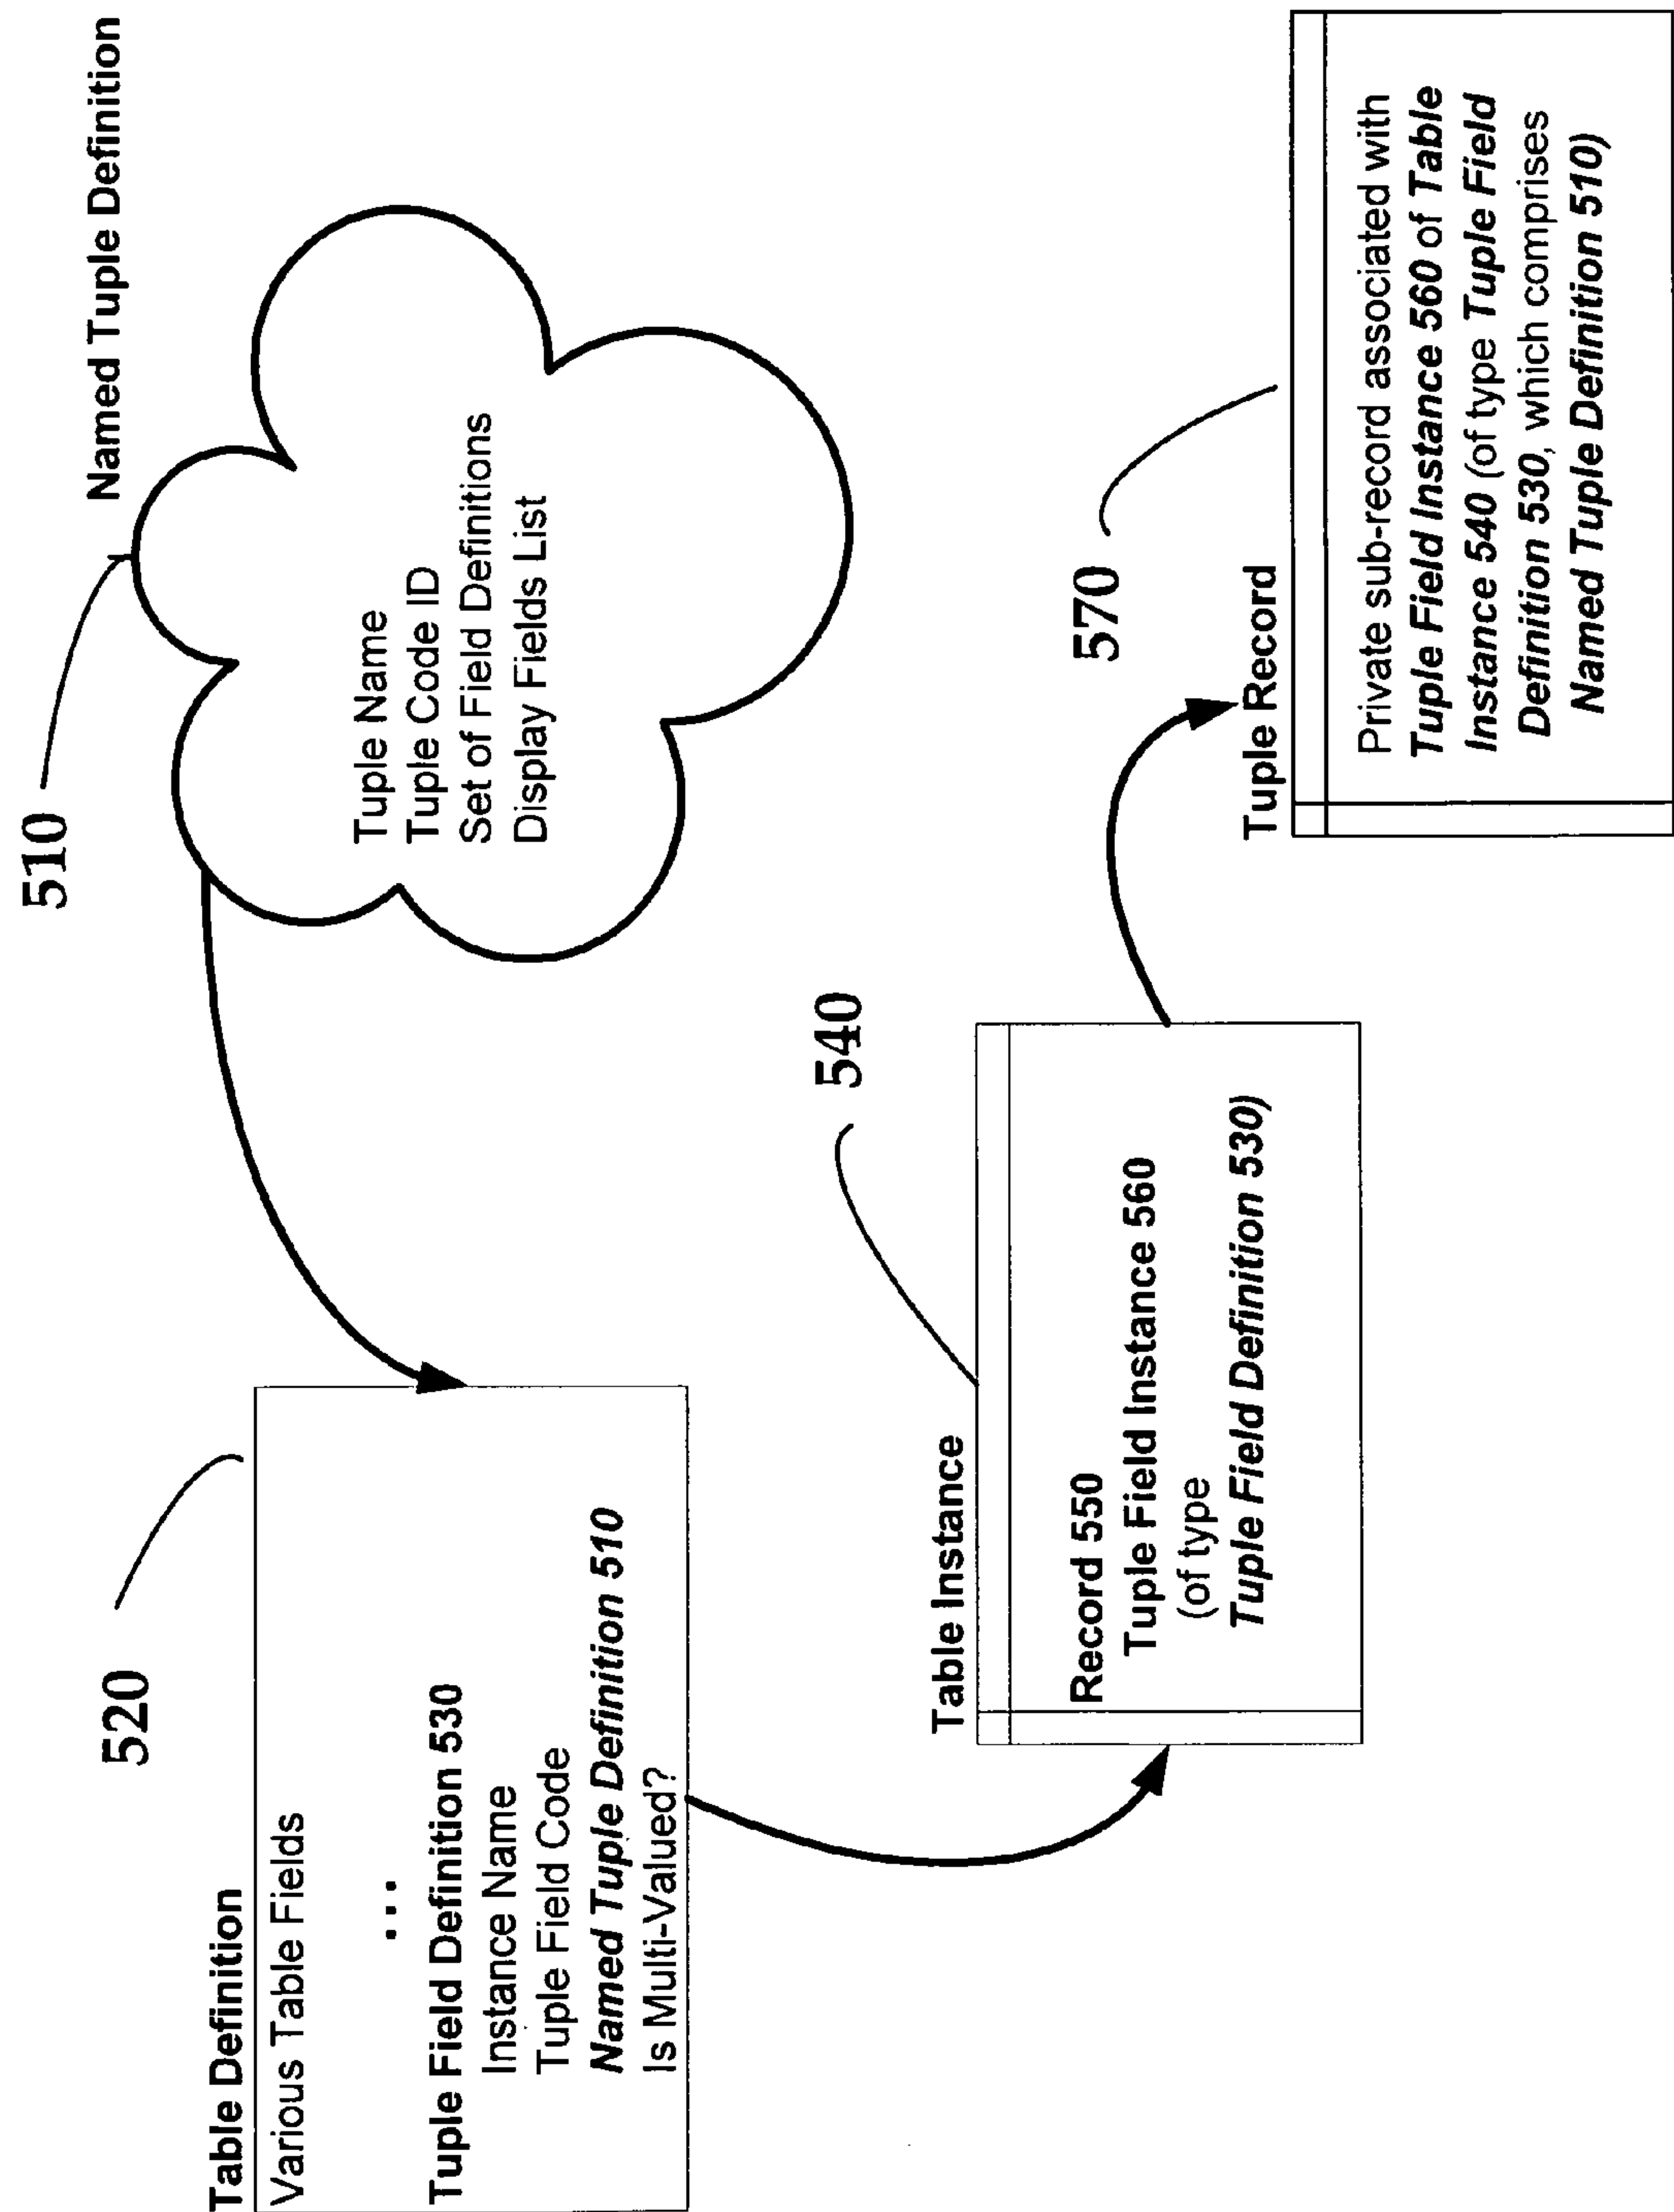 510
Named Tuple Definition
Tuple Name
Tuple Code ID
Set of Field Definitions
Display Fields List
520
Table Definition
Various Table Fields
...
Tuple Field Definition 530
Instance Name
Tuple Field Code
Named Tuple Definition 510
Is Multi-Valued?
540
Table Instance
Record 550
Tuple Field Instance 560
(of type
Tuple Field Definition 530)
570
Tuple Record
Private sub-record associated with
Tuple Field Instance 560 of Table
Instance 540 (of type Tuple Field
Definition 530, which comprises
Named Tuple Definition 510)